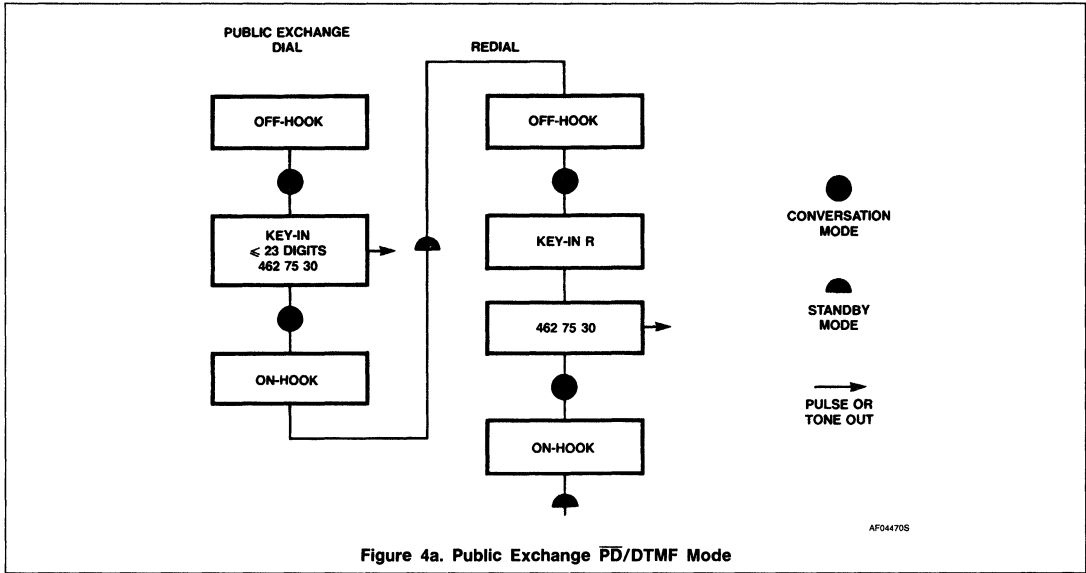 PUBLIC EXCHANGE
DIAL
OFF-HOOK
KEY-IN
⩽ 23 DIGITS
462 75 30
ON-HOOK
REDIAL
OFF-HOOK
KEY-IN R
462 75 30
ON-HOOK
CONVERSATION
MODE
STANDBY
MODE
PULSE OR
TONE OUT
AF04470S
Figure 4a. Public Exchange P̅D̅/DTMF Mode